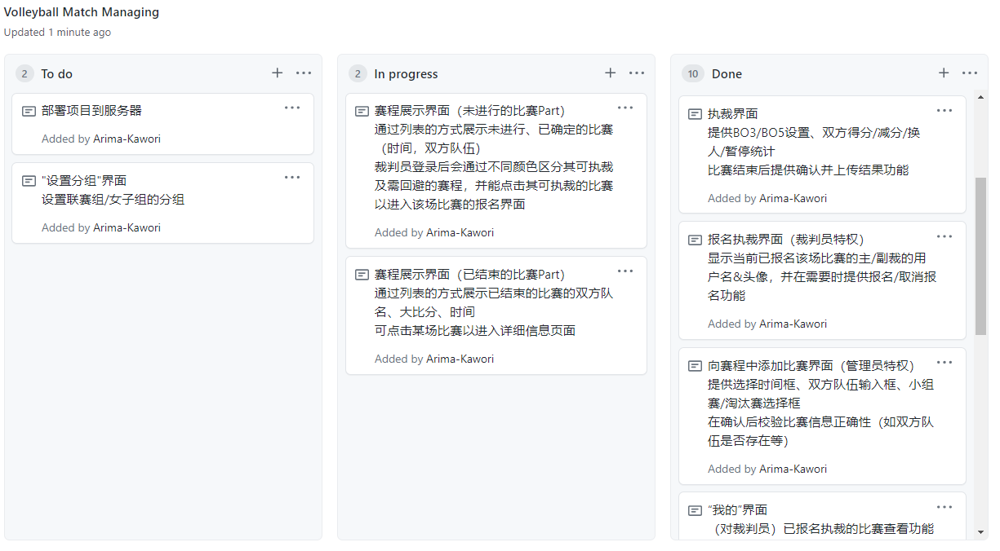 Volleyball Match Managing
Updated 1 minute ago
2 To do
部署项目到服务器
Added by Arima-Kawori
"设置分组"界面
设置联赛组/女子组的分组
Added by Arima-Kawori
2 In progress
赛程展示界面（未进行的比赛Part）
通过列表的方式展示未进行、已确定的比赛
（时间，双方队伍）
裁判员登录后会通过不同颜色区分其可执裁
及需回避的赛程，并能点击其可执裁的比赛
以进入该场比赛的报名界面
Added by Arima-Kawori
赛程展示界面（已结束的比赛Part）
通过列表的方式展示已结束的比赛的双方队
名、大比分、时间
可点击某场比赛以进入详细信息页面
Added by Arima-Kawori
10 Done
执裁界面
提供BO3/BO5设置、双方得分/减分/换
人/暂停统计
比赛结束后提供确认并上传结果功能
Added by Arima-Kawori
报名执裁界面（裁判员特权）
显示当前已报名该场比赛的主/副裁的用
户名&头像，并在需要时提供报名/取消报
名功能
Added by Arima-Kawori
向赛程中添加比赛界面（管理员特权）
提供选择时间框、双方队伍输入框、小组
赛/淘汰赛选择框
在确认后校验比赛信息正确性（如双方队
伍是否存在等）
Added by Arima-Kawori
“我的”界面
（对裁判员）已报名执裁的比赛查看功能